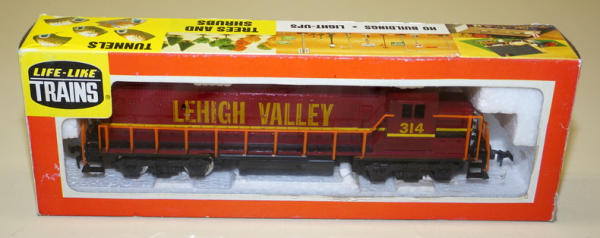 TUNNELS
TREES AND
SHRUBS
HO BUILDINGS • LIGHT-UPS
LIFE-LIKE
TRAINS
®
LEHIGH VALLEY
314